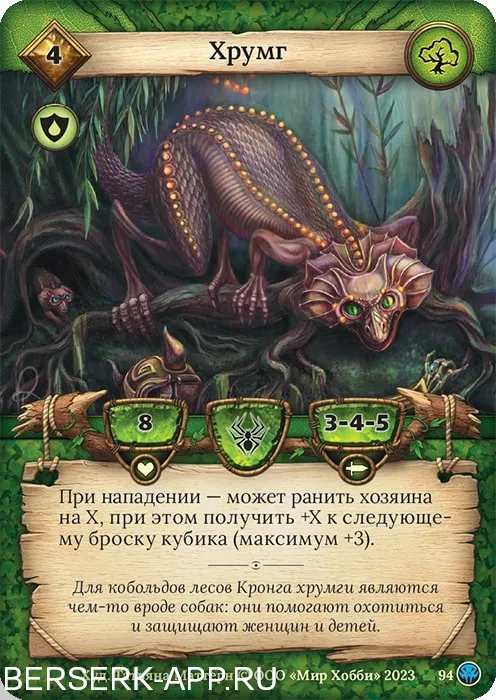 4
Хрумг
8
3-4-5
При нападении — может ранить хозяина
на X, при этом получить +X к следующе-
му броску кубика (максимум +3).
Для кобольдов лесов Кронга хрумги являются
чем-то вроде собак: они помогают охотиться
и защищают женщин и детей.
ООО «Мир Хобби» 2023 94
BERSERK-APP.RU